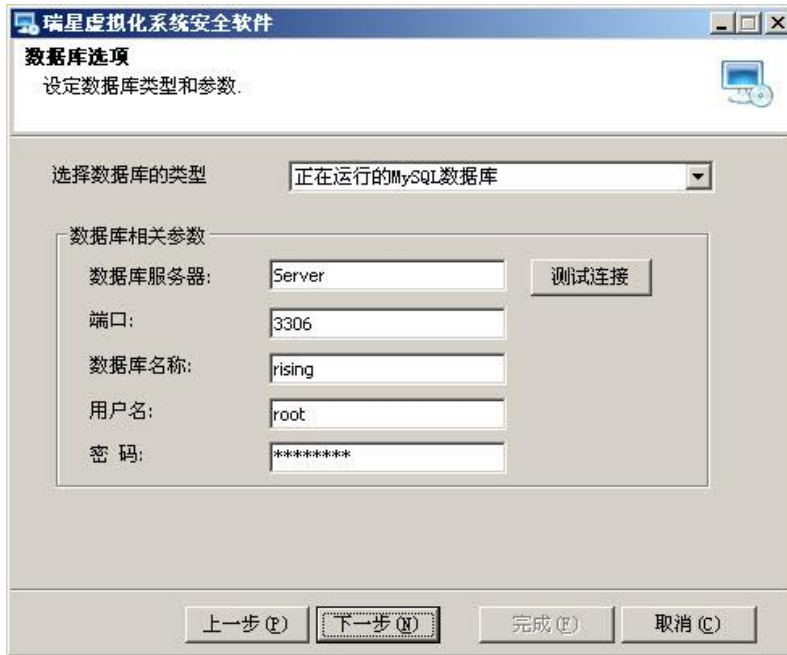 瑞星虚拟化系统安全软件
数据库选项
设定数据库类型和参数.
选择数据库的类型 正在运行的MySQL数据库
数据库相关参数
数据库服务器: Server 测试连接
端口: 3306
数据库名称: rising
用户名: root
密 码: ********
上一步(P) 下一步(N) 完成(F) 取消(C)